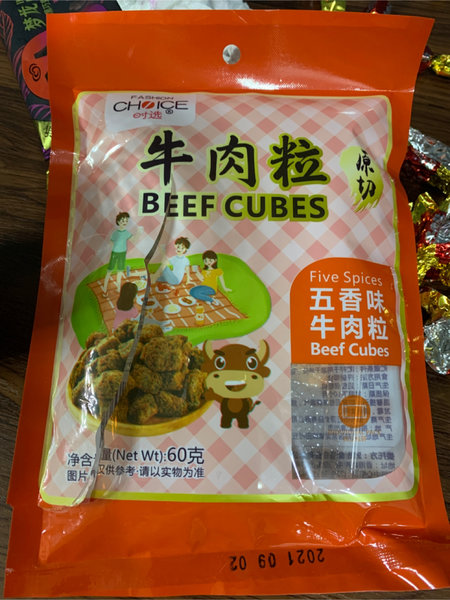 梦龙
FASHION
CHOICE
时选®
牛肉粒
原切
BEEF CUBES
Five Spices
五香味
牛肉粒
Beef Cubes
净含量(Net Wt):60克
图片仅供参考·请以实物为准
2021 09 02